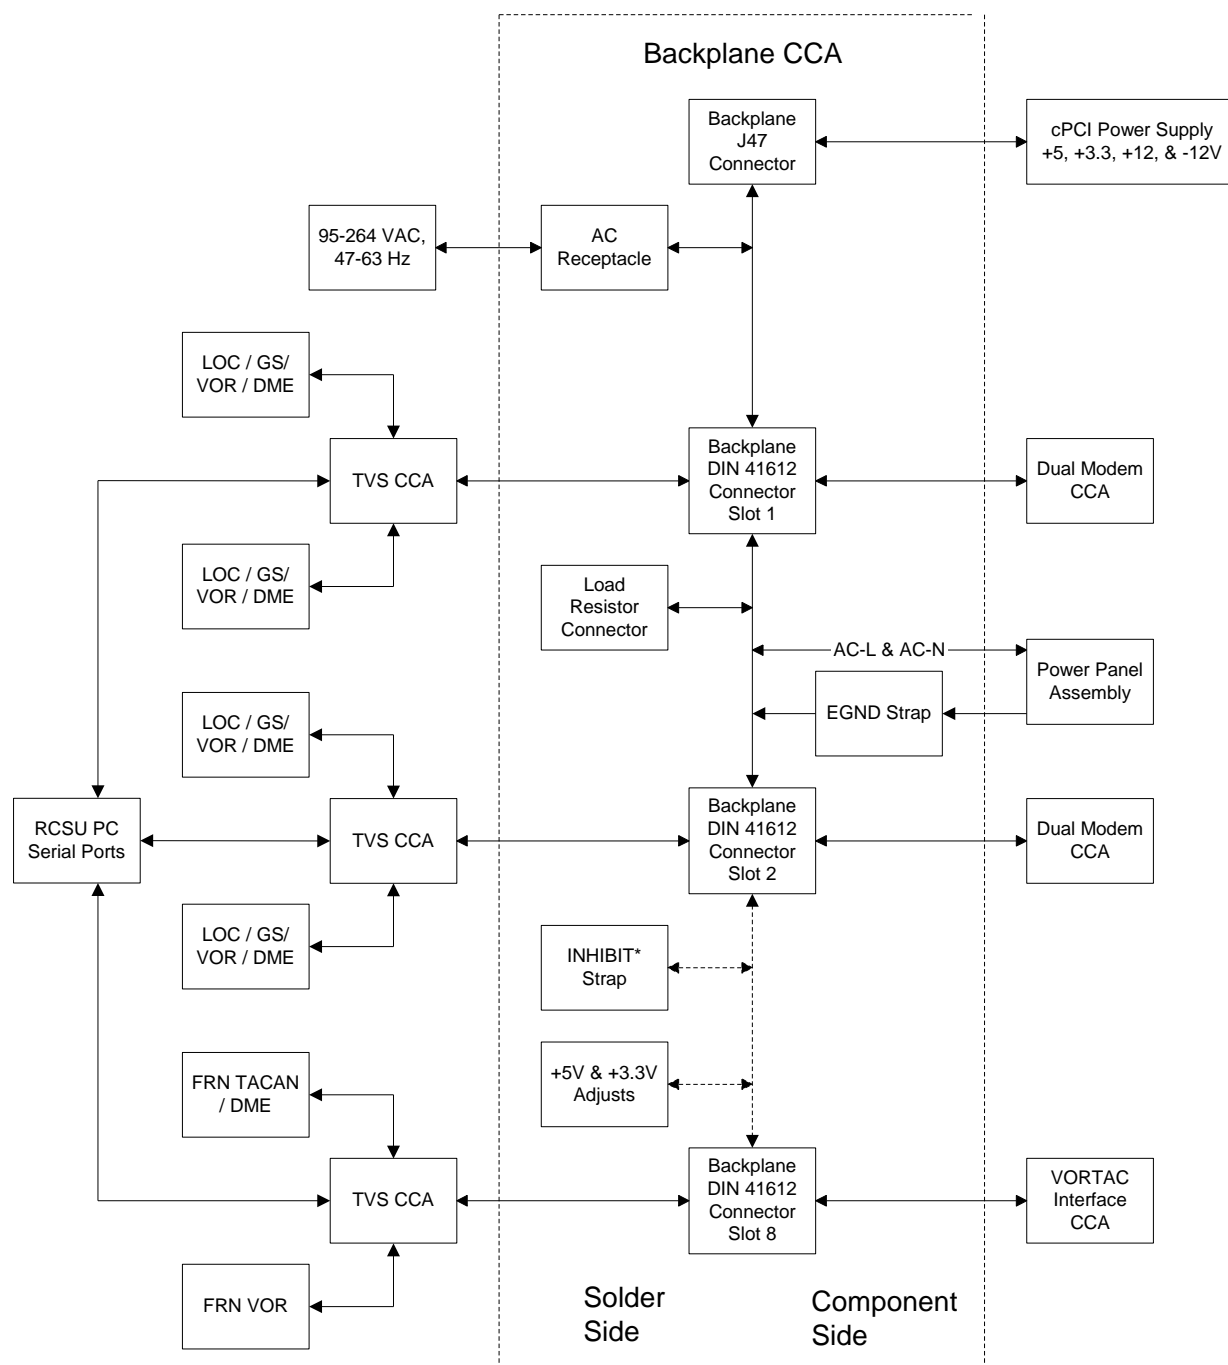 Backplane CCA
Backplane
J47
Connector
cPCI Power Supply
+5, +3.3, +12, & -12V
95-264 VAC,
47-63 Hz
AC
Receptacle
LOC / GS/
VOR / DME
TVS CCA
Backplane
DIN 41612
Connector
Slot 1
Dual Modem
CCA
LOC / GS/
VOR / DME
Load
Resistor
Connector
AC-L & AC-N
Power Panel
Assembly
EGND Strap
LOC / GS/
VOR / DME
RCSU PC
Serial Ports
TVS CCA
Backplane
DIN 41612
Connector
Slot 2
Dual Modem
CCA
LOC / GS/
VOR / DME
INHIBIT*
Strap
+5V & +3.3V
Adjusts
FRN TACAN
/ DME
TVS CCA
Backplane
DIN 41612
Connector
Slot 8
VORTAC
Interface
CCA
FRN VOR
Solder
Side
Component
Side